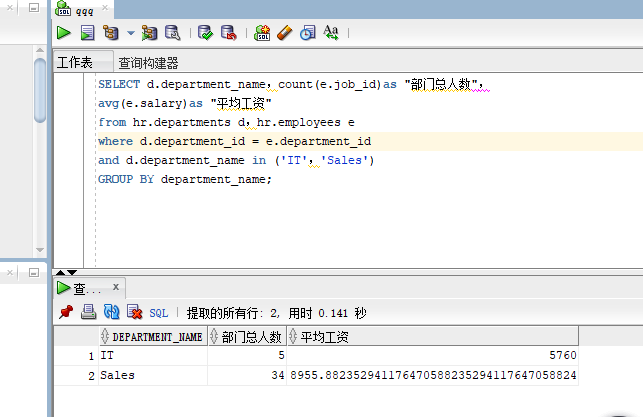 qqq
工作表 查询构建器
SELECT d.department_name，count(e.job_id)as "部门总人数"，
avg(e.salary)as "平均工资"
from hr.departments d，hr.employees e
where d.department_id = e.department_id
and d.department_name in ('IT'，'Sales')
GROUP BY department_name;
查...
SQL | 提取的所有行: 2, 用时 0.141 秒
DEPARTMENT_NAME 部门总人数 平均工资
1 IT 5 5760
2 Sales 34 8955.88235294117647058823529411764705882​4